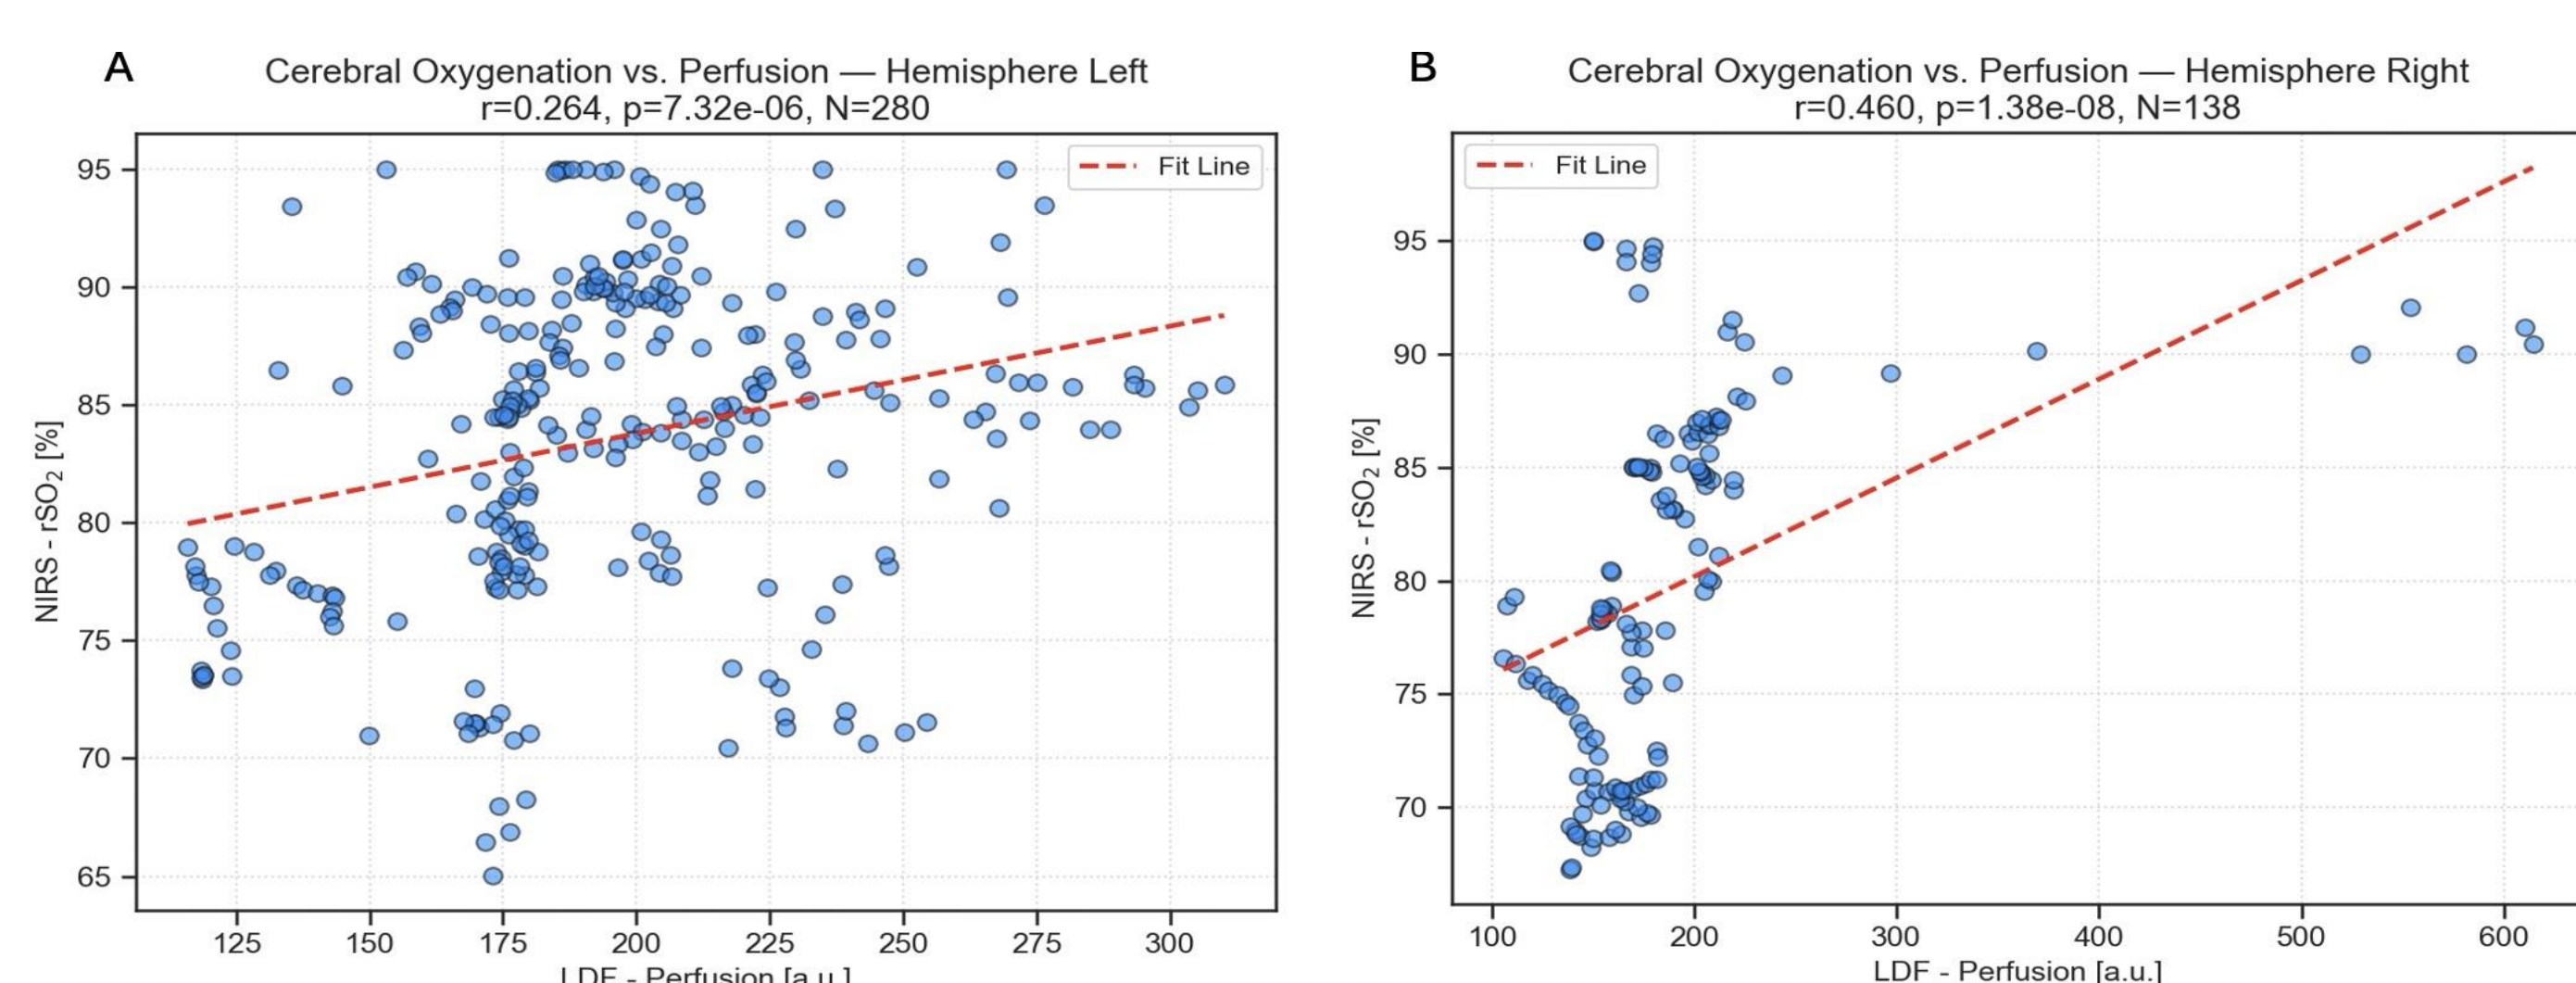 A
Cerebral Oxygenation vs. Perfusion — Hemisphere Left
r=0.264, p=7.32e-06, N=280
Fit Line
NIRS - rSO₂ [%]
95
90
85
80
75
70
65
125 150 175 200 225 250 275 300
LDF - Perfusion [a.u.]
B
Cerebral Oxygenation vs. Perfusion — Hemisphere Right
r=0.460, p=1.38e-08, N=138
Fit Line
NIRS - rSO₂ [%]
95
90
85
80
75
70
100 200 300 400 500 600
LDF - Perfusion [a.u.]